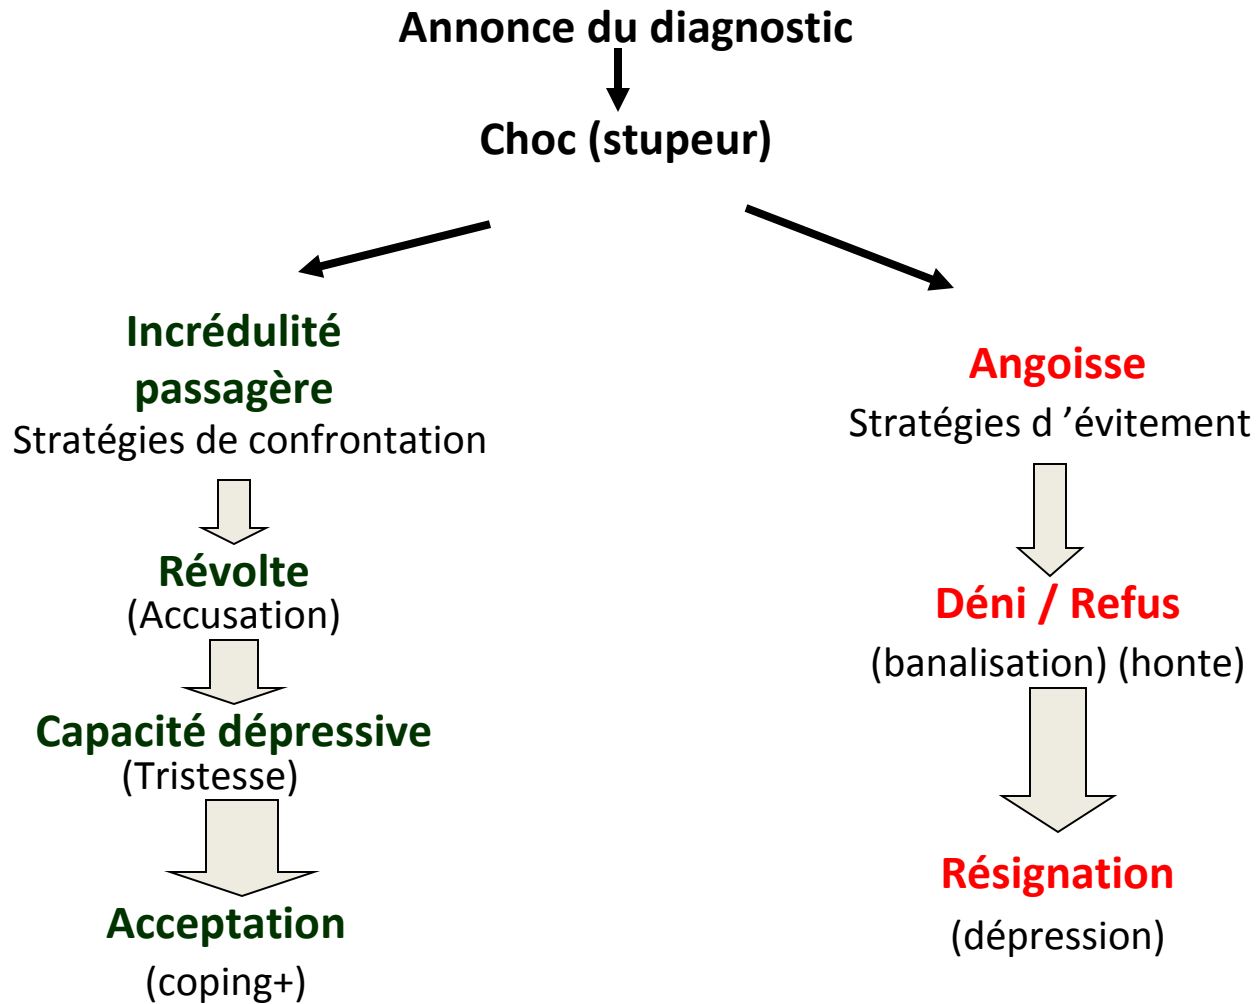 Annonce du diagnostic
Choc (stupeur)
Incrédulité
passagère
Stratégies de confrontation
Révolte
(Accusation)
Capacité dépressive
(Tristesse)
Acceptation
(coping+)
Angoisse
Stratégies d ’évitement
Déni / Refus
(banalisation) (honte)
Résignation
(dépression)